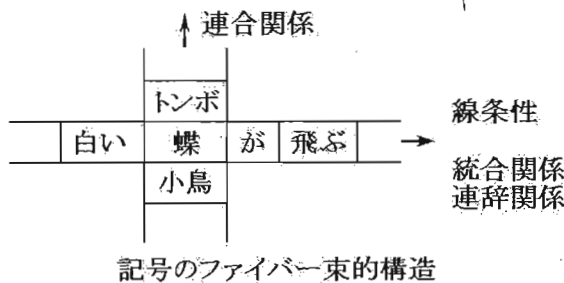 連合関係
トンボ
白い 蝶 が 飛ぶ
小鳥
線条性
統合関係
連辞関係
記号のファイバー束的構造